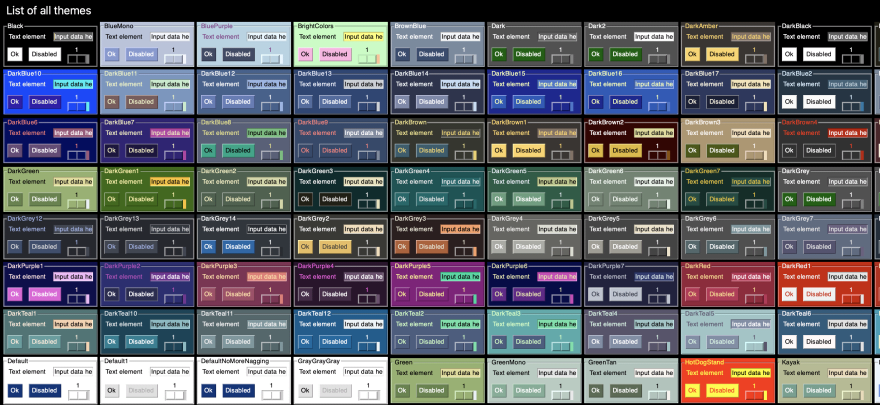 List of all themes
Black BlueMono BluePurple BrightColors BrownBlue Dark Dark2 DarkAmber DarkBlack
Text element Input data he Text element Input data he Text element Input data he Text element Input data he Text element Input data he Text element Input data he Text element Input data he Text element Input data he Text element Input data he
Ok Disabled 1 Ok Disabled 1 Ok Disabled 1 Ok Disabled 1 Ok Disabled 1 Ok Disabled 1 Ok Disabled 1 Ok Disabled 1 Ok Disabled 1
DarkBlue10 DarkBlue11 DarkBlue12 DarkBlue13 DarkBlue14 DarkBlue15 DarkBlue16 DarkBlue17 DarkBlue2
Text element Input data he Text element Input data he Text element Input data he Text element Input data he Text element Input data he Text element Input data he Text element Input data he Text element Input data he Text element Input data he
Ok Disabled 1 Ok Disabled 1 Ok Disabled 1 Ok Disabled 1 Ok Disabled 1 Ok Disabled 1 Ok Disabled 1 Ok Disabled 1 Ok Disabled 1
DarkBlue6 DarkBlue7 DarkBlue8 DarkBlue9 DarkBrown DarkBrown1 DarkBrown2 DarkBrown3 DarkBrown4
Text element Input data he Text element Input data he Text element Input data he Text element Input data he Text element Input data he Text element Input data he Text element Input data he Text element Input data he Text element Input data he
Ok Disabled 1 Ok Disabled 1 Ok Disabled 1 Ok Disabled 1 Ok Disabled 1 Ok Disabled 1 Ok Disabled 1 Ok Disabled 1 Ok Disabled 1
DarkGreen DarkGreen1 DarkGreen2 DarkGreen3 DarkGreen4 DarkGreen5 DarkGreen6 DarkGreen7 DarkGrey
Text element Input data he Text element Input data he Text element Input data he Text element Input data he Text element Input data he Text element Input data he Text element Input data he Text element Input data he Text element Input data he
Ok Disabled 1 Ok Disabled 1 Ok Disabled 1 Ok Disabled 1 Ok Disabled 1 Ok Disabled 1 Ok Disabled 1 Ok Disabled 1 Ok Disabled 1
DarkGrey12 DarkGrey13 DarkGrey14 DarkGrey2 DarkGrey3 DarkGrey4 DarkGrey5 DarkGrey6 DarkGrey7
Text element Input data he Text element Input data he Text element Input data he Text element Input data he Text element Input data he Text element Input data he Text element Input data he Text element Input data he Text element Input data he
Ok Disabled 1 Ok Disabled 1 Ok Disabled 1 Ok Disabled 1 Ok Disabled 1 Ok Disabled 1 Ok Disabled 1 Ok Disabled 1 Ok Disabled 1
DarkPurple1 DarkPurple2 DarkPurple3 DarkPurple4 DarkPurple5 DarkPurple6 DarkPurple7 DarkRed DarkRed1
Text element Input data he Text element Input data he Text element Input data he Text element Input data he Text element Input data he Text element Input data he Text element Input data he Text element Input data he Text element Input data he
Ok Disabled 1 Ok Disabled 1 Ok Disabled 1 Ok Disabled 1 Ok Disabled 1 Ok Disabled 1 Ok Disabled 1 Ok Disabled 1 Ok Disabled 1
DarkTeal1 DarkTeal10 DarkTeal11 DarkTeal12 DarkTeal2 DarkTeal3 DarkTeal4 DarkTeal5 DarkTeal6
Text element Input data he Text element Input data he Text element Input data he Text element Input data he Text element Input data he Text element Input data he Text element Input data he Text element Input data he Text element Input data he
Ok Disabled 1 Ok Disabled 1 Ok Disabled 1 Ok Disabled 1 Ok Disabled 1 Ok Disabled 1 Ok Disabled 1 Ok Disabled 1 Ok Disabled 1
Default Default1 DefaultNoMoreNagging GrayGrayGray Green GreenMono GreenTan HotDogStand Kayak
Text element Input data he Text element Input data he Text element Input data he Text element Input data he Text element Input data he Text element Input data he Text element Input data he Text element Input data he Text element Input data he
Ok Disabled 1 Ok Disabled 1 Ok Disabled 1 Ok Disabled 1 Ok Disabled 1 Ok Disabled 1 Ok Disabled 1 Ok Disabled 1 Ok Disabled 1